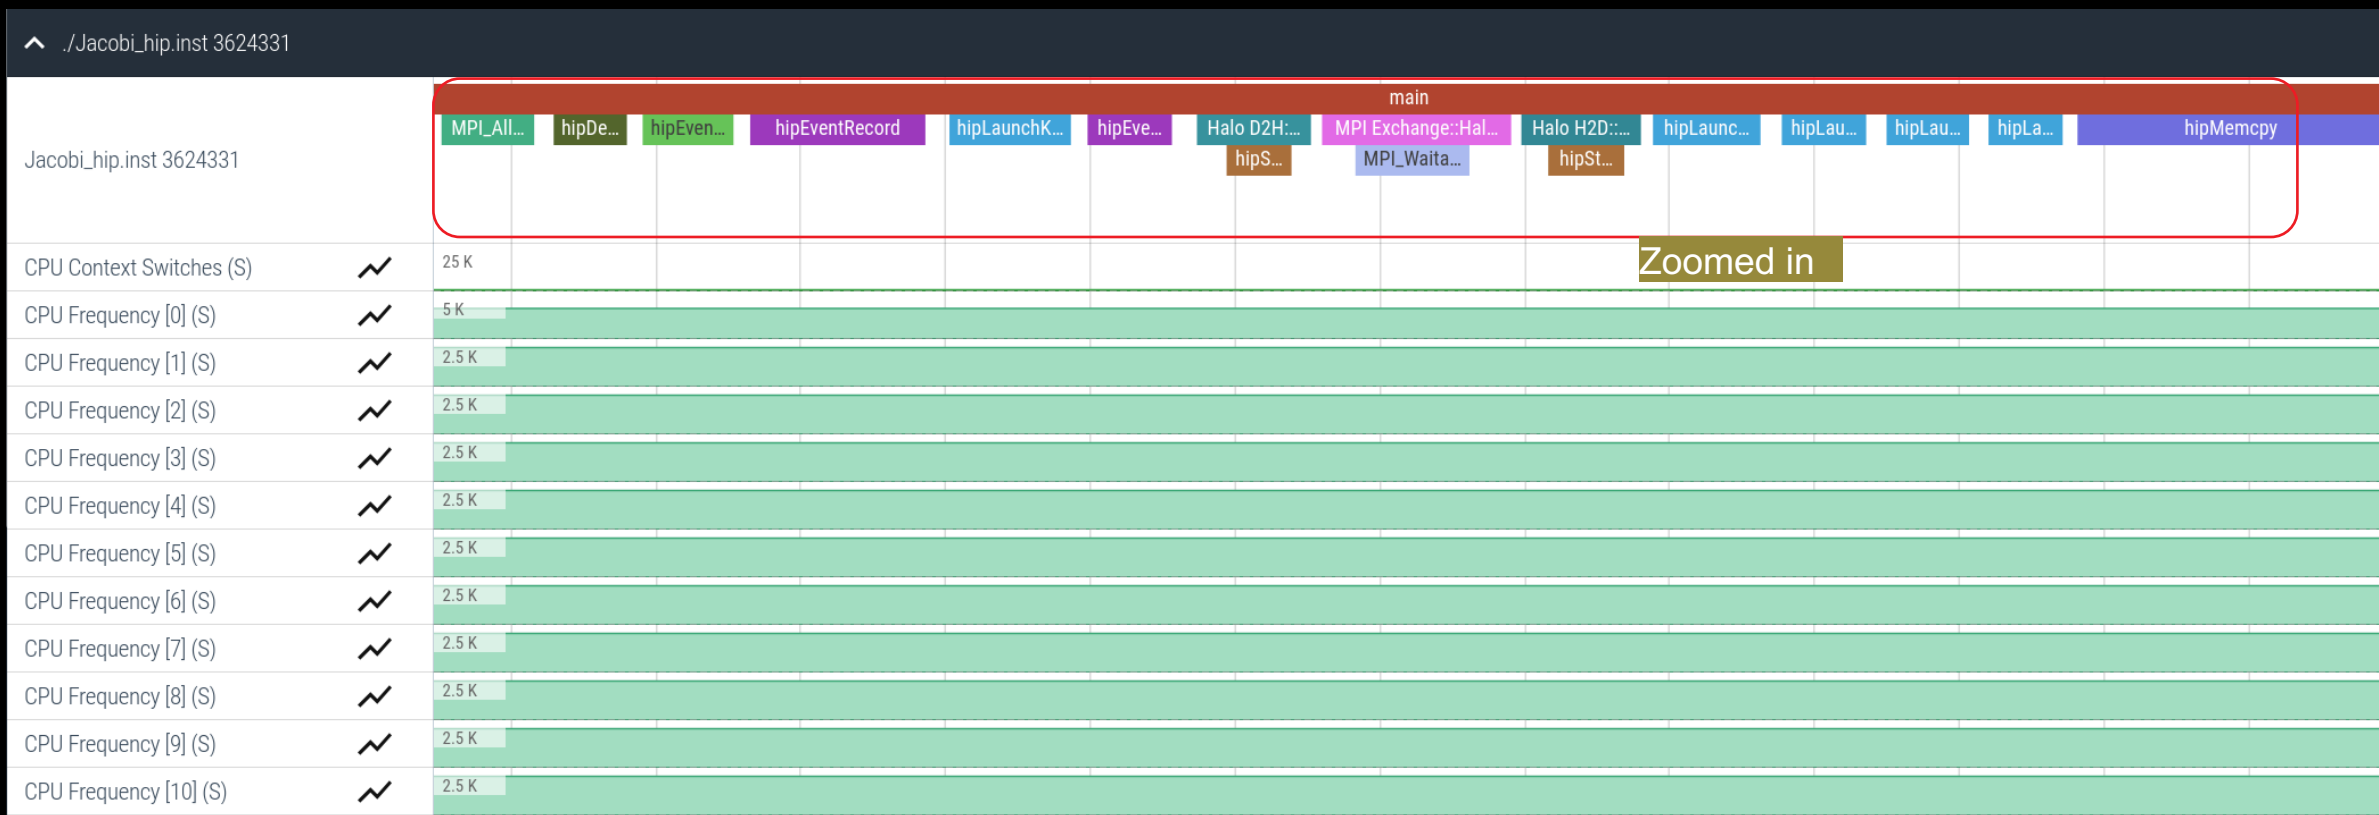 ./Jacobi_hip.inst 3624331
main
MPI_All... hipDe... hipEven... hipEventRecord hipLaunchK... hipEve... Halo D2H:... MPI Exchange::Hal... Halo H2D::... hipLaunc... hipLau... hipLau... hipLa... hipMemcpy
Jacobi_hip.inst 3624331 hipS... MPI_Waita... hipSt...
CPU Context Switches (S) 25 K Zoomed in
CPU Frequency [0] (S) 5 K
CPU Frequency [1] (S) 2.5 K
CPU Frequency [2] (S) 2.5 K
CPU Frequency [3] (S) 2.5 K
CPU Frequency [4] (S) 2.5 K
CPU Frequency [5] (S) 2.5 K
CPU Frequency [6] (S) 2.5 K
CPU Frequency [7] (S) 2.5 K
CPU Frequency [8] (S) 2.5 K
CPU Frequency [9] (S) 2.5 K
CPU Frequency [10] (S) 2.5 K